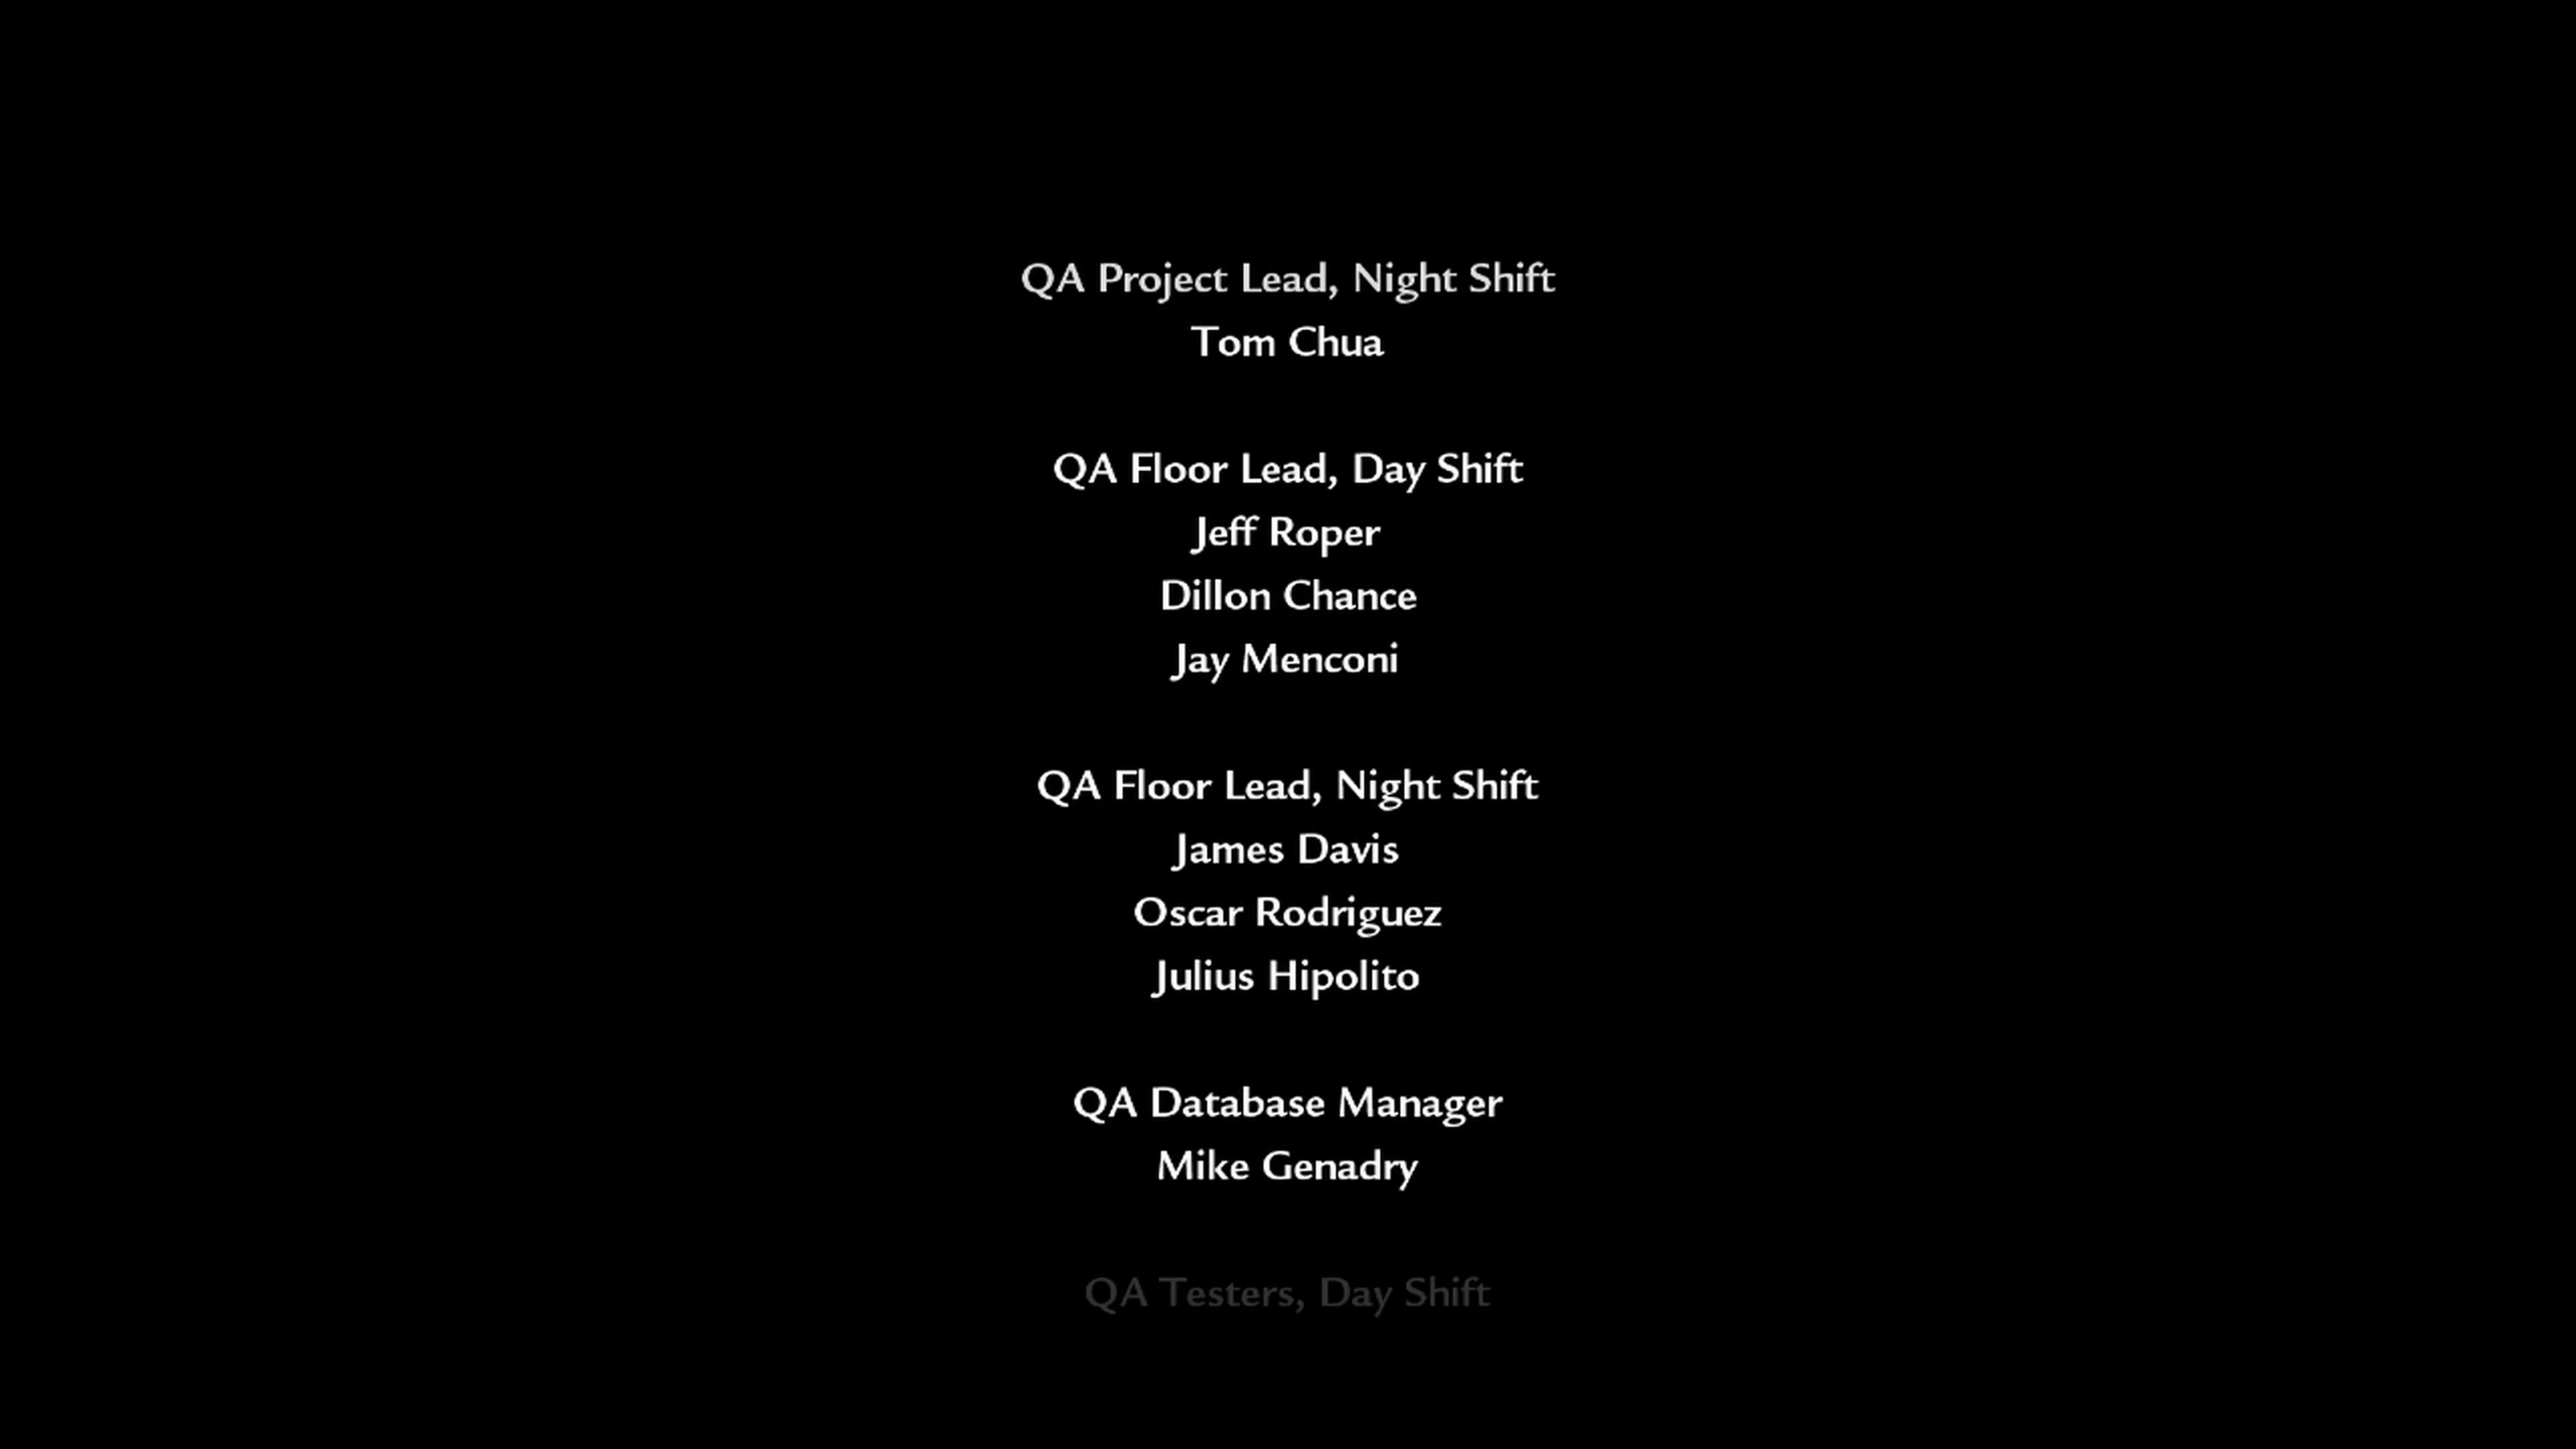 QA Project Lead, Night Shift
Tom Chua
QA Floor Lead, Day Shift
Jeff Roper
Dillon Chance
Jay Menconi
QA Floor Lead, Night Shift
James Davis
Oscar Rodriguez
Julius Hipolito
QA Database Manager
Mike Genadry
QA Testers, Day Shift